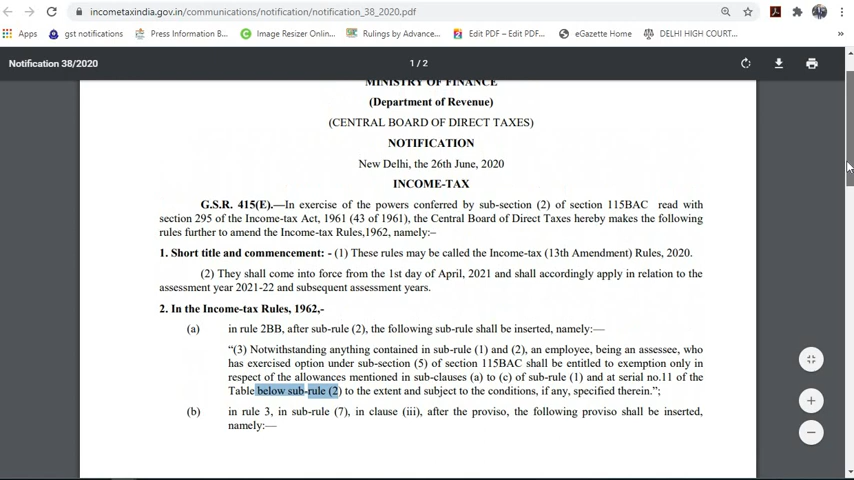 incometaxindia.gov.in/communications/notification/notification_38_2020.pdf
Apps gst notifications Press Information B... Image Resizer Onlin... Rulings by Advance... Edit PDF – Edit PDF... eGazette Home DELHI HIGH COURT... »
Notification 38/2020 1 / 2
MINISTRY OF FINANCE
(Department of Revenue)
(CENTRAL BOARD OF DIRECT TAXES)
NOTIFICATION
New Delhi, the 26th June, 2020
INCOME-TAX
G.S.R. 415(E).—In exercise of the powers conferred by sub-section (2) of section 115BAC read with
section 295 of the Income-tax Act, 1961 (43 of 1961), the Central Board of Direct Taxes hereby makes the following
rules further to amend the Income-tax Rules,1962, namely:–
1. Short title and commencement: - (1) These rules may be called the Income-tax (13th Amendment) Rules, 2020.
(2) They shall come into force from the 1st day of April, 2021 and shall accordingly apply in relation to the
assessment year 2021-22 and subsequent assessment years.
2. In the Income-tax Rules, 1962,-
(a) in rule 2BB, after sub-rule (2), the following sub-rule shall be inserted, namely:—
“(3) Notwithstanding anything contained in sub-rule (1) and (2), an employee, being an assessee, who
has exercised option under sub-section (5) of section 115BAC shall be entitled to exemption only in
respect of the allowances mentioned in sub-clauses (a) to (c) of sub-rule (1) and at serial no.11 of the
Table below sub-rule (2) to the extent and subject to the conditions, if any, specified therein.”;
(b) in rule 3, in sub-rule (7), in clause (iii), after the proviso, the following proviso shall be inserted,
namely:—